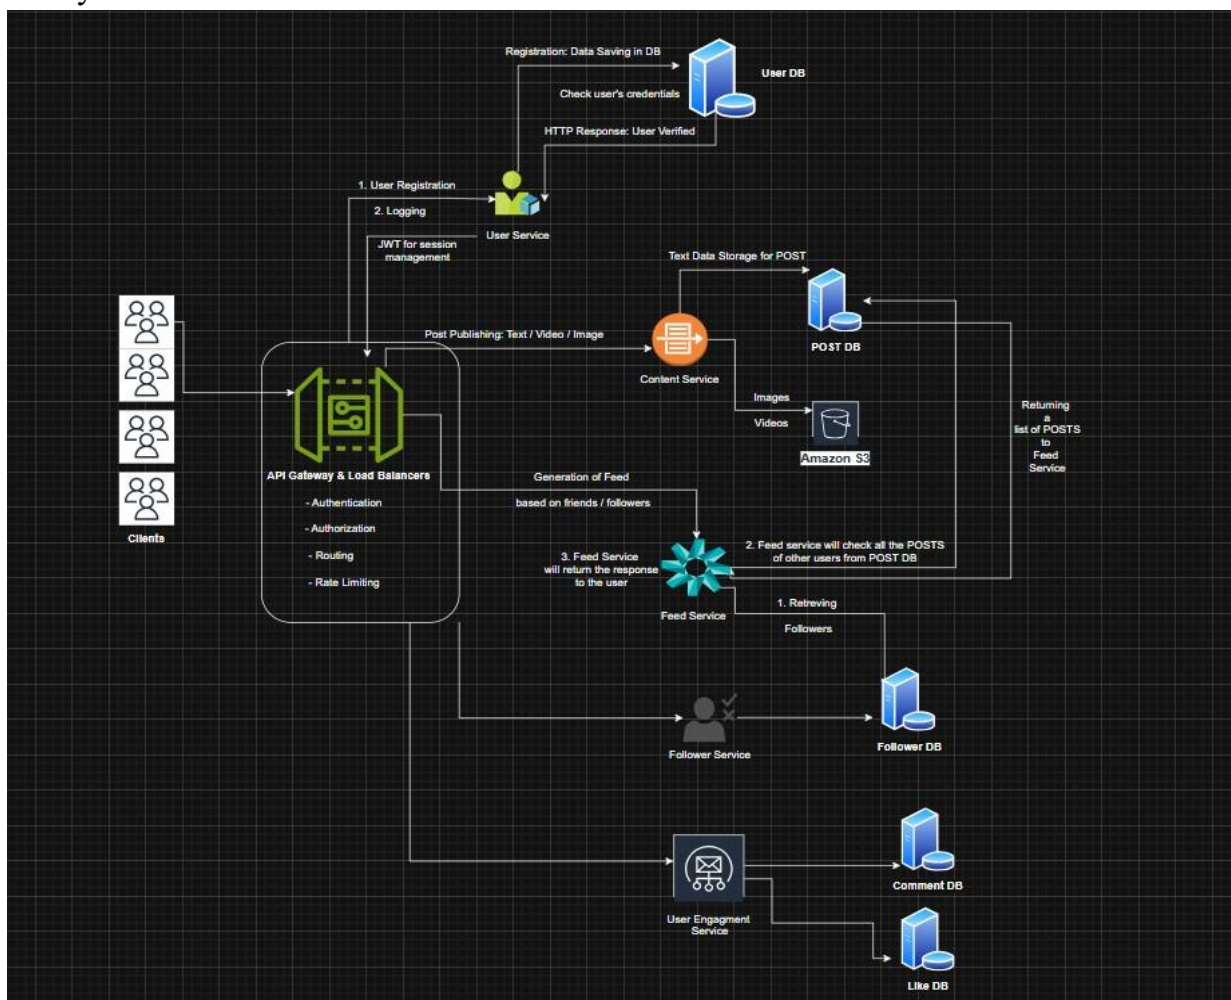 Registration: Data Saving in DB
User DB
Check user's credentials
HTTP Response: User Verified
1. User Registration
2. Logging
User Service
JWT for session
management
Text Data Storage for POST
Post Publishing: Text / Video / Image
POST DB
Content Service
Images
Videos
Amazon S3
Returning
a
list of POSTS
to
Feed
Service
API Gateway & Load Balancers
- Authentication
- Authorization
- Routing
- Rate Limiting
Clients
Generation of Feed
based on friends / followers
2. Feed service will check all the POSTS
of other users from POST DB
3. Feed Service
will return the response
to the user
Feed Service
1. Retreving
Followers
Follower Service
Follower DB
Comment DB
User Engagment
Service
Like DB